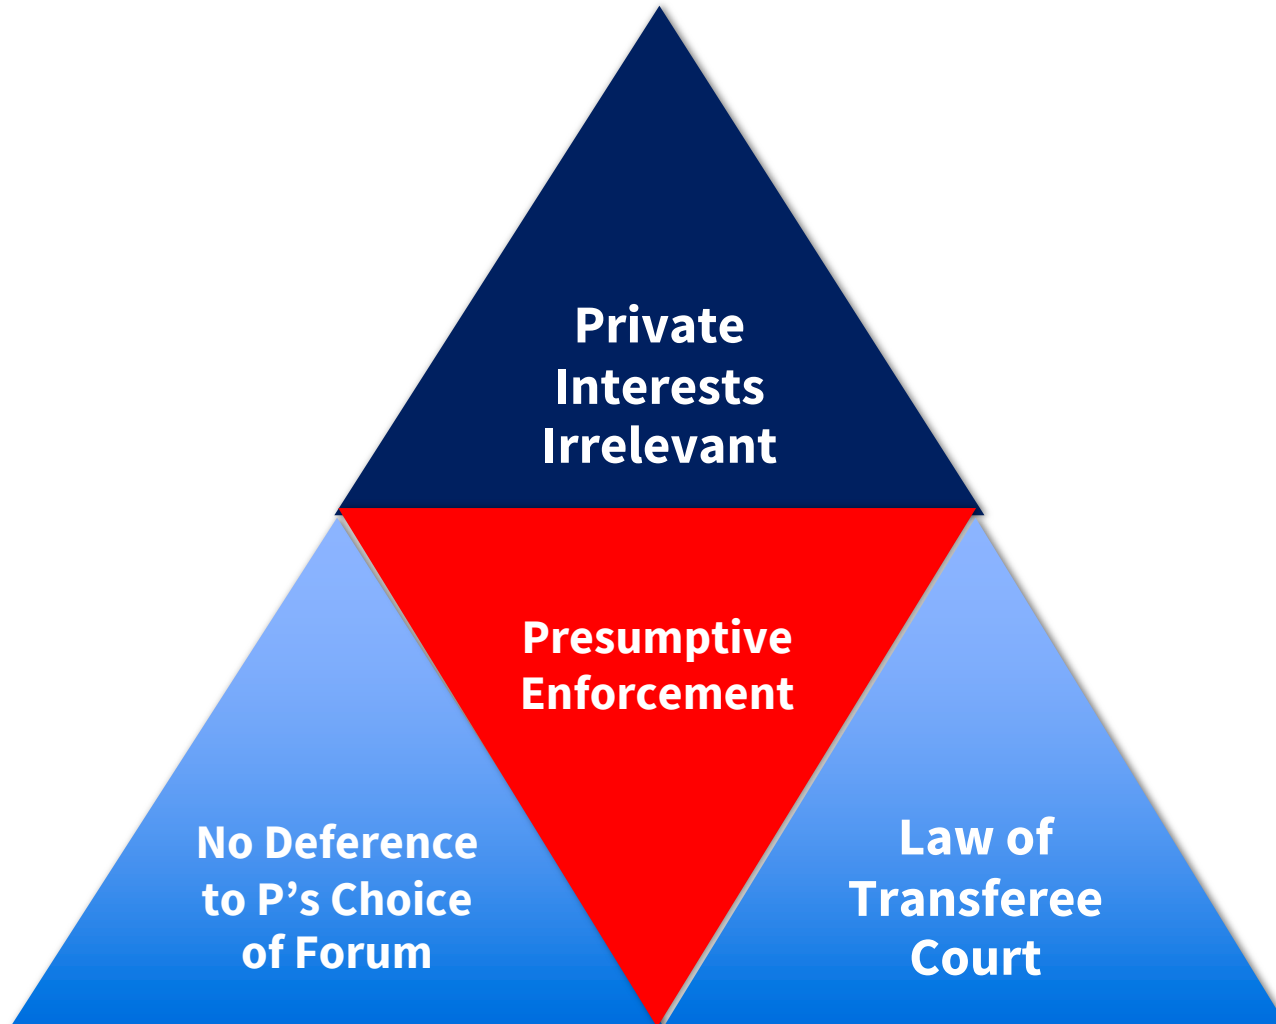 Private
Interests
Irrelevant
Presumptive
Enforcement
No Deference
to P’s Choice
of Forum
Law of
Transferee
Court